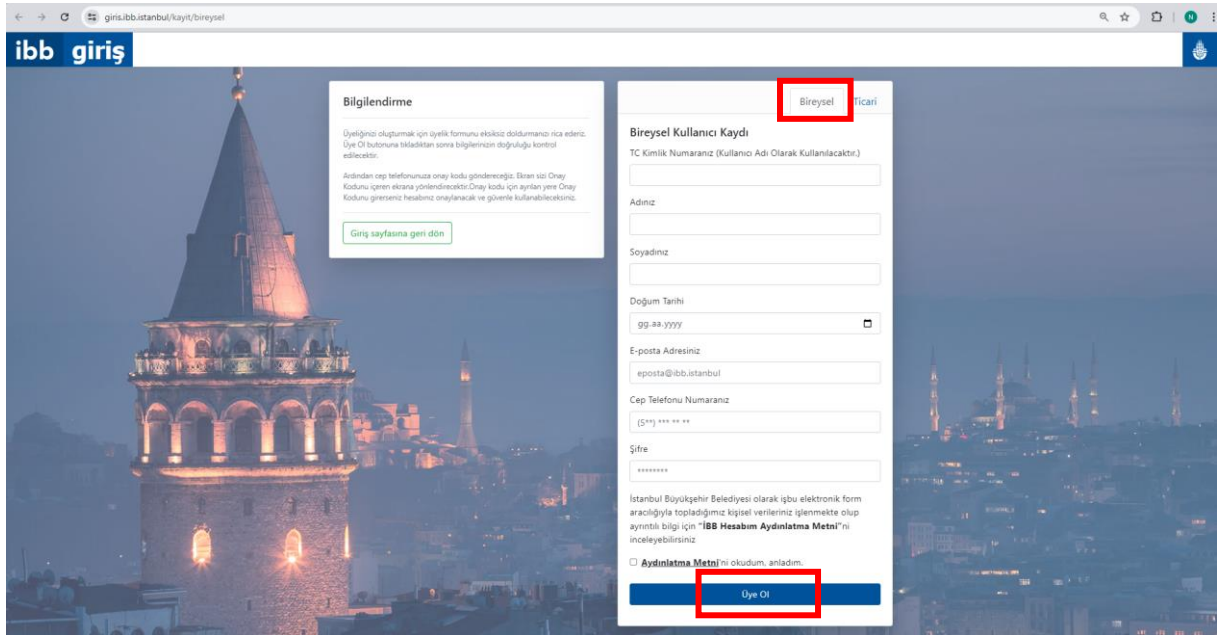 giris.ibb.istanbul/kayit/bireysel
N
ibb giriş
Bilgilendirme
Üyeliğinizi oluşturmak için üyelik formunu eksiksiz doldurmanızı rica ederiz.
Üye Ol butonuna tıkladıktan sonra bilgilerinizin doğruluğu kontrol
edilecektir.
Ardından cep telefonunuza onay kodu göndereceğiz. Ekran sizi Onay
Kodunu içeren ekrana yönlendirecektir.Onay kodu için ayrılan yere Onay
Kodunu girerseniz hesabınız onaylanacak ve güvenle kullanabileceksiniz.
Giriş sayfasına geri dön
Bireysel Ticari
Bireysel Kullanıcı Kaydı
TC Kimlik Numaranız (Kullanıcı Adı Olarak Kullanılacaktır.)
Adınız
Soyadınız
Doğum Tarihi
gg.aa.yyyy
E-posta Adresiniz
eposta@ibb.istanbul
Cep Telefonu Numaranız
(5**) *** ** **
Şifre
********
İstanbul Büyükşehir Belediyesi olarak işbu elektronik form
aracılığıyla topladığımız kişisel verileriniz işlenmekte olup
ayrıntılı bilgi için "İBB Hesabım Aydınlatma Metni"ni
inceleyebilirsiniz
Aydınlatma Metni'ni okudum, anladım.
Üye Ol